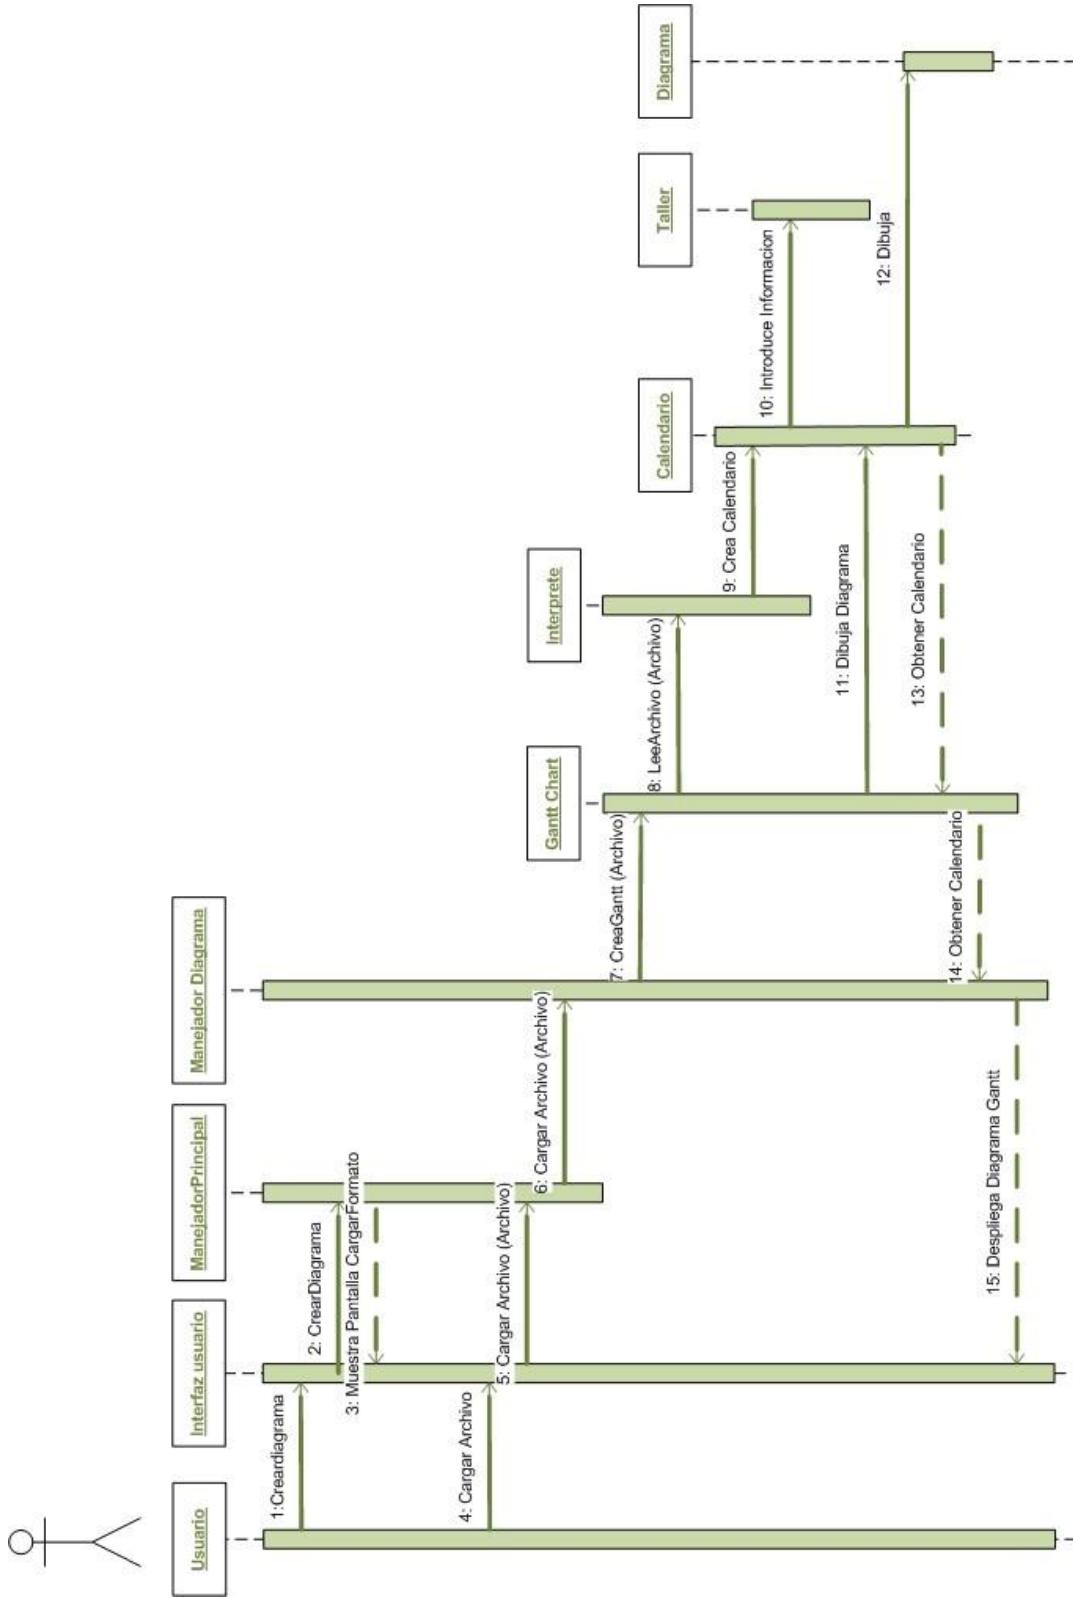 Usuario
Interfaz usuario
ManejadorPrincipal
Manejador Diagrama
Gantt Chart
Interprete
Calendario
Taller
Diagrama
1:Creardiagrama
2: CrearDiagrama
3: Muestra Pantalla CargarFormato
4: Cargar Archivo
5: Cargar Archivo (Archivo)
6: Cargar Archivo (Archivo)
7: CreaGantt (Archivo)
8: LeeArchivo (Archivo)
9: Crea Calendario
10: Introduce Informacion
11: Dibuja Diagrama
12: Dibuja
13: Obtener Calendario
14: Obtener Calendario
15: Despliega Diagrama Gantt